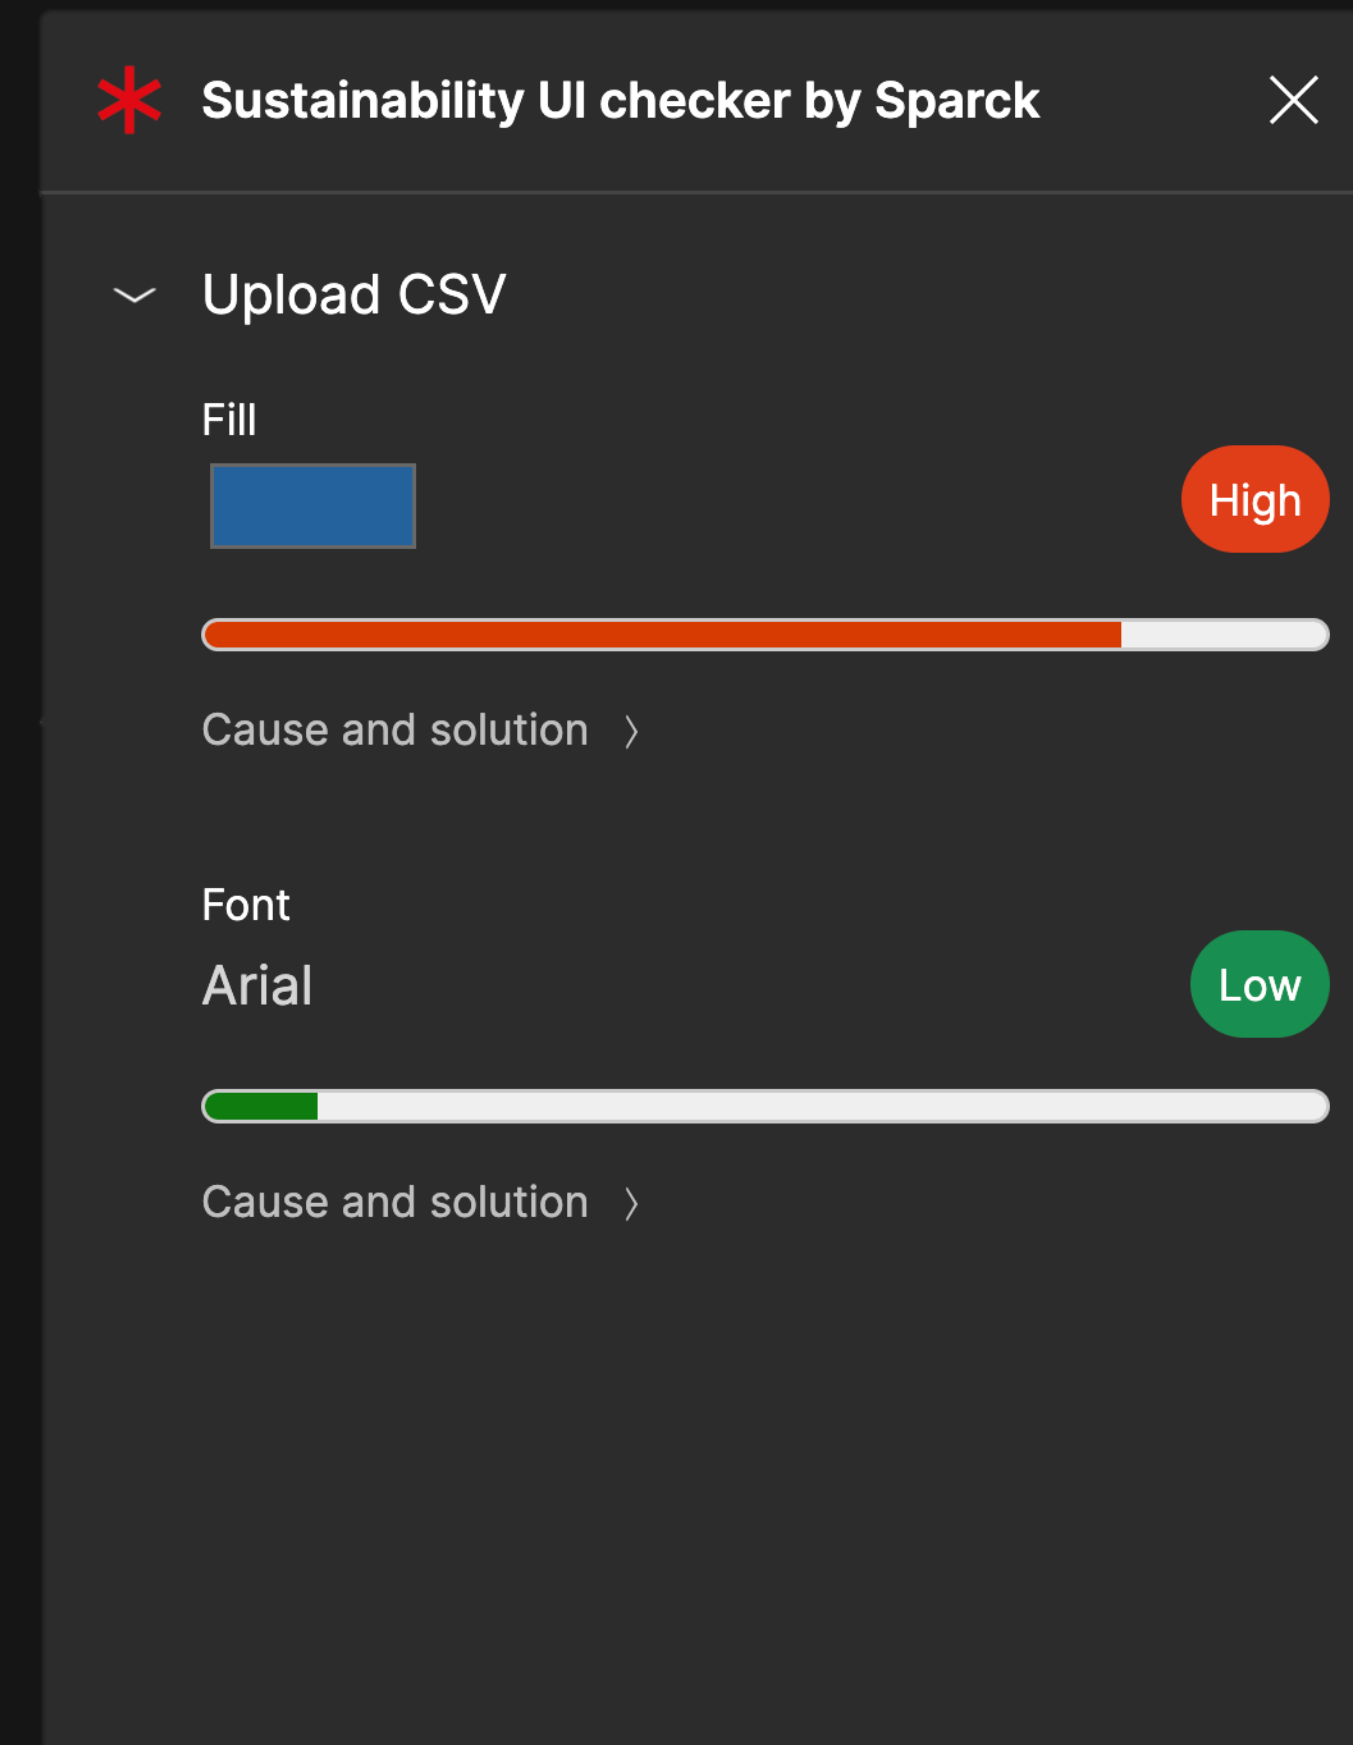 Sustainability UI checker by Sparck
Upload CSV
Fill
High
Cause and solution
Font
Arial
Low
Cause and solution